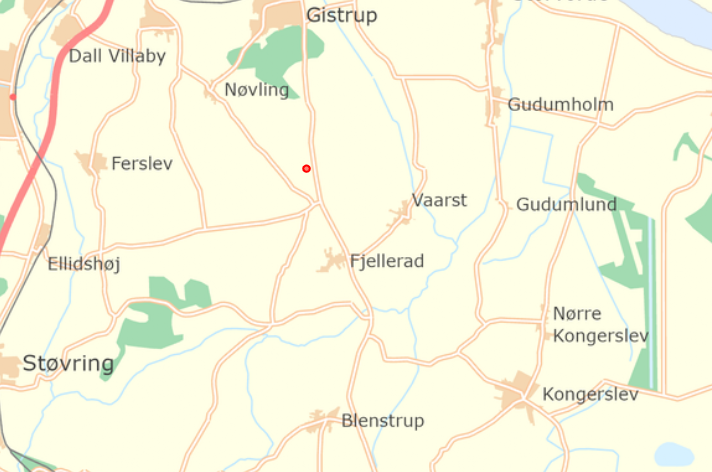 Gistrup
Dall Villaby
Nøvling
Gudumholm
Ferslev
Vaarst
Gudumlund
Ellidshøj
Fjellerad
Nørre
Kongerslev
Støvring
Kongerslev
Blenstrup